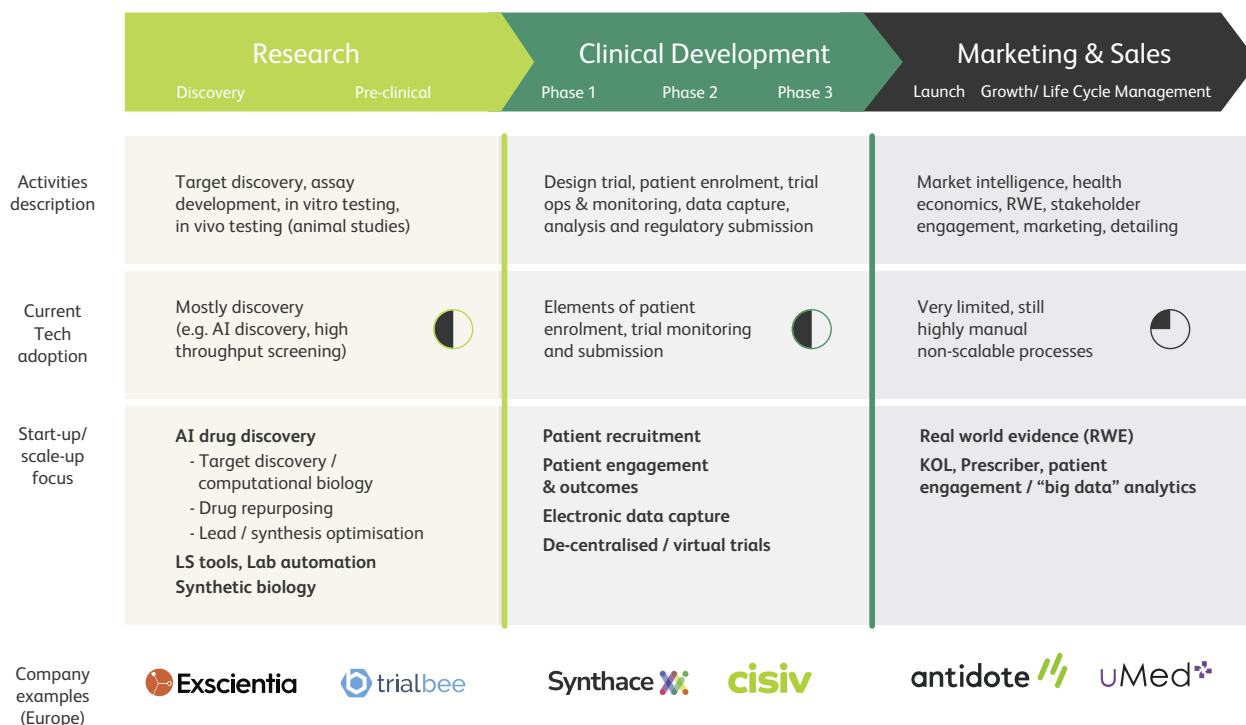 Research
Discovery
Pre-clinical
Clinical Development
Phase 1
Phase 2
Phase 3
Marketing & Sales
Launch
Growth/ Life Cycle Management
Activities
description
Target discovery, assay
development, in vitro testing,
in vivo testing (animal studies)
Design trial, patient enrolment, trial
ops & monitoring, data capture,
analysis and regulatory submission
Market intelligence, health
economics, RWE, stakeholder
engagement, marketing, detailing
Current
Tech
adoption
Mostly discovery
(e.g. AI discovery, high
throughput screening)
Elements of patient
enrolment, trial monitoring
and submission
Very limited, still
highly manual
non-scalable processes
Start-up/
scale-up
focus
AI drug discovery
- Target discovery /
computational biology
- Drug repurposing
- Lead / synthesis optimisation
LS tools, Lab automation
Synthetic biology
Patient recruitment
Patient engagement
& outcomes
Electronic data capture
De-centralised / virtual trials
Real world evidence (RWE)
KOL, Prescriber, patient
engagement / “big data” analytics
Company
examples
(Europe)
Exscientia
trialbee
Synthace
cisiv
antidote
uMed